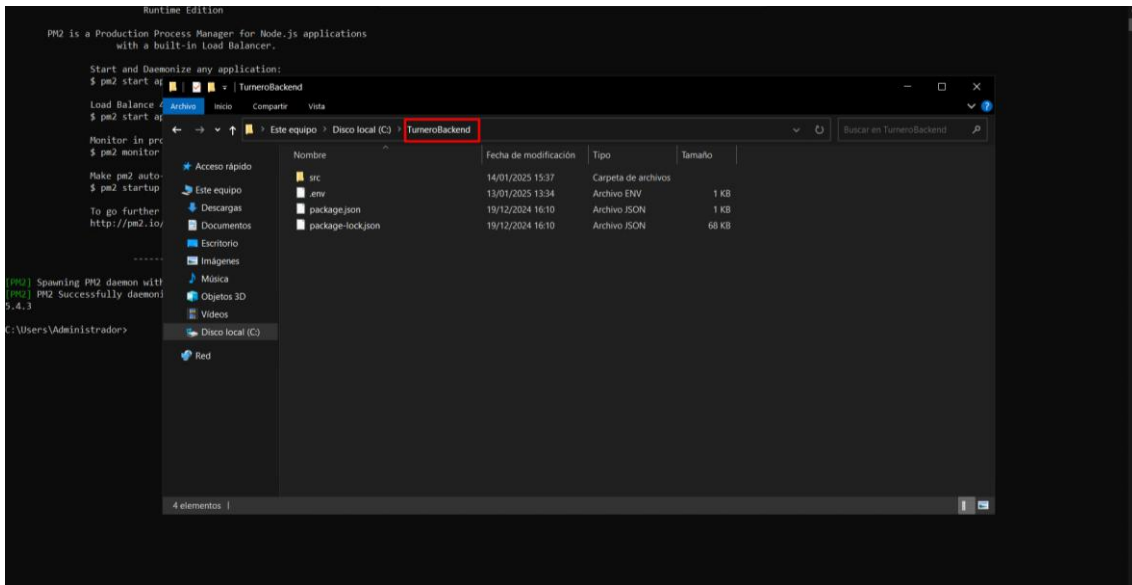 Runtime Edition
PM2 is a Production Process Manager for Node.js applications
with a built-in Load Balancer.
Start and Daemonize any application:
$ pm2 start
Load Balance
$ pm2 start
Monitor in
$ pm2 monitor
Make pm2
$ pm2 startup
To go further
http://pm2.io/
------
[PM2] Spawning PM2 daemon with
[PM2] PM2 Successfully
5.4.3
C:\Users\Administrador>
TurneroBackend
Archivo Inicio Compartir Vista
Este equipo > Disco local (C:) > TurneroBackend
Buscar en TurneroBackend
Nombre Fecha de modificación Tipo Tamaño
src 14/01/2025 15:37 Carpeta de archivos
.env 13/01/2025 13:34 Archivo ENV 1 KB
package.json 19/12/2024 16:10 Archivo JSON 1 KB
package-lock.json 19/12/2024 16:10 Archivo JSON 68 KB
Acceso rápido
Este equipo
Descargas
Documentos
Escritorio
Imágenes
Música
Objetos 3D
Vídeos
Disco local (C:)
Red
4 elementos